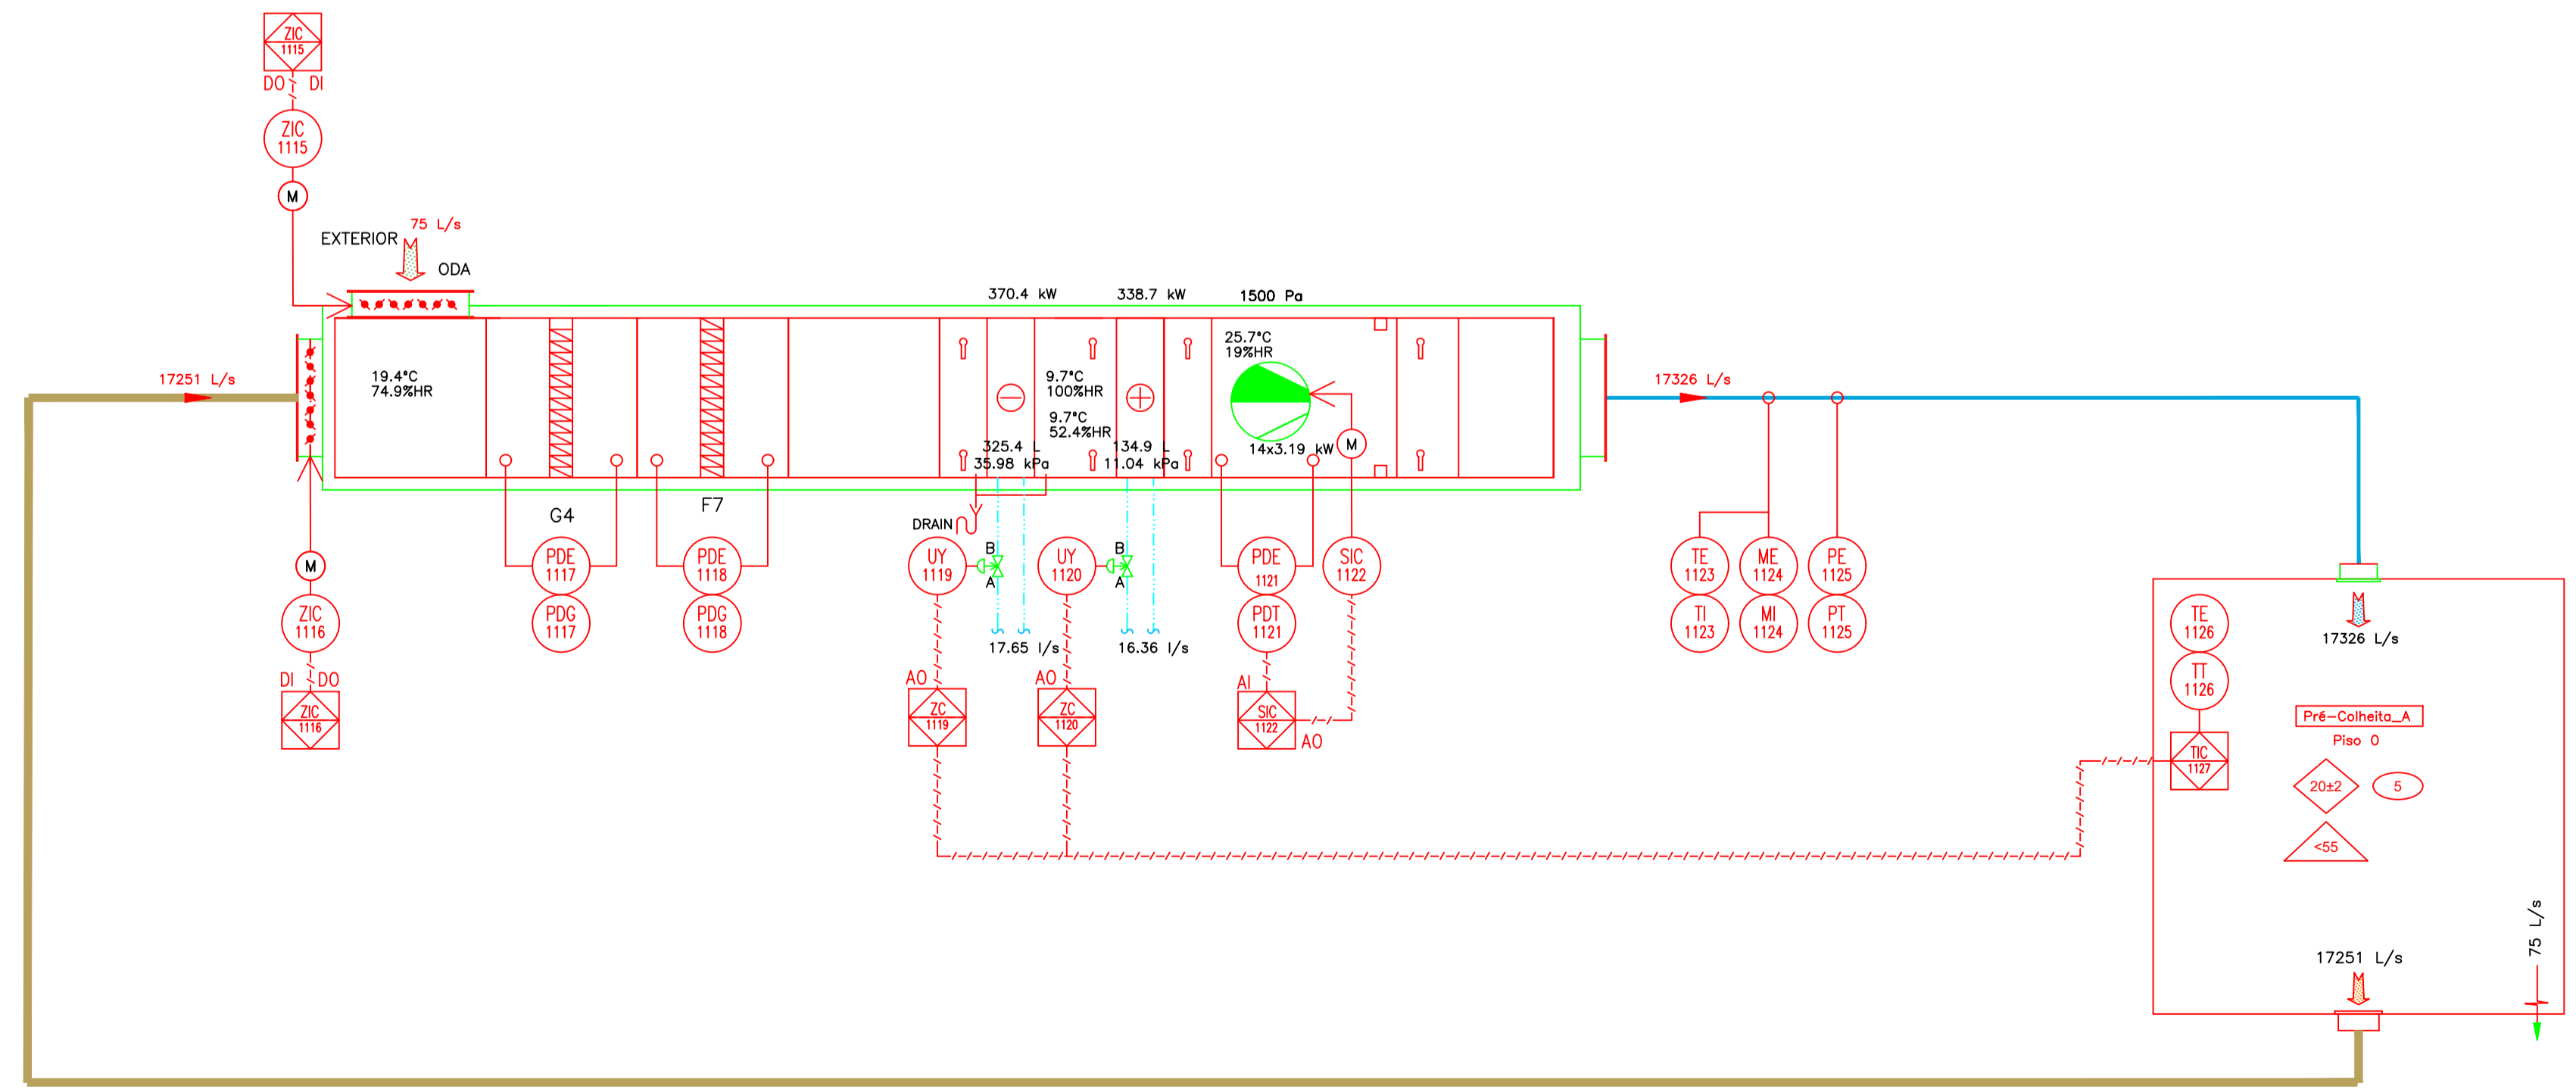 ZIC
1115
DO DI
ZIC
1115
M
75 L/s
EXTERIOR
ODA
17251 L/s
370.4 kW
338.7 kW
1500 Pa
19.4°C
74.9%HR
9.7°C
100%HR
9.7°C
52.4%HR
25.7°C
19%HR
325.4 L
35.98 kPa
134.9 L
11.04 kPa
14x3.19 kW
M
17326 L/s
G4
F7
DRAIN
M
ZIC
1116
DI DO
ZIC
1116
PDE
1117
PDG
1117
PDE
1118
PDG
1118
UY
1119
B
A
17.65 l/s
AO
ZC
1119
UY
1120
B
A
16.36 l/s
AO
ZC
1120
PDE
1121
PDT
1121
AI
SIC
1122
AO
SIC
1122
TE
1123
TI
1123
ME
1124
MI
1124
PE
1125
PT
1125
TE
1126
TT
1126
TIC
1127
17326 L/s
Pré-Colheita_A
Piso 0
20±2
5
<55
17251 L/s
75 L/s